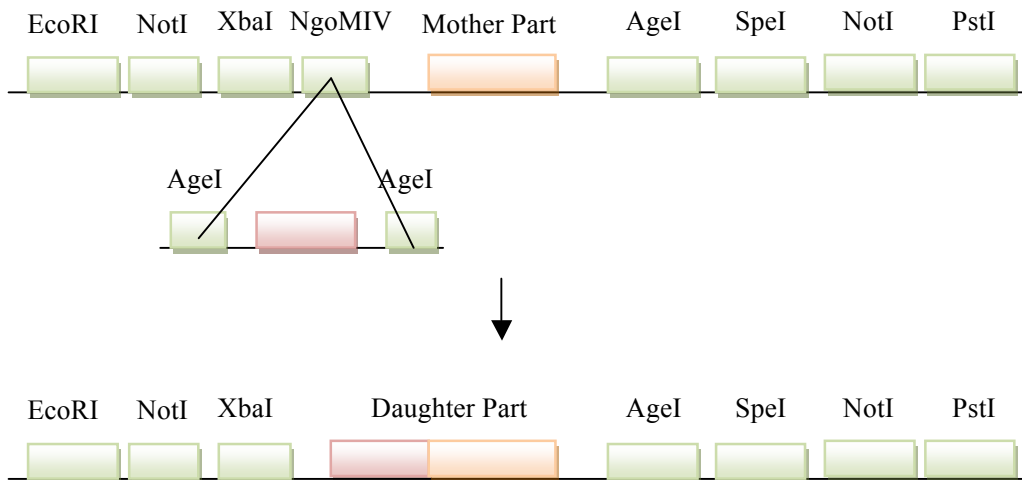 EcoRI NotI XbaI NgoMIV Mother Part AgeI SpeI NotI PstI
AgeI AgeI
EcoRI NotI XbaI Daughter Part AgeI SpeI NotI PstI